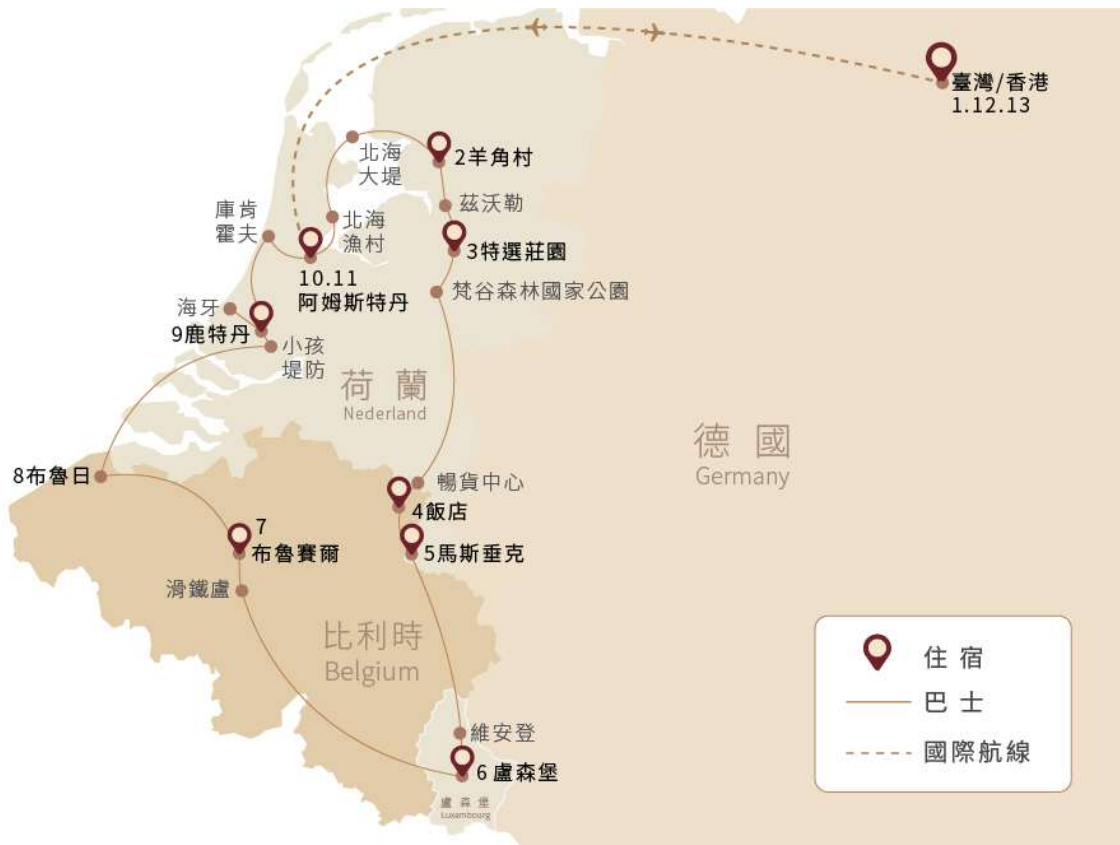 臺灣/香港
1.12.13
北海
大堤
2羊角村
茲沃勒
庫肯
霍夫
北海
漁村
3特選莊園
10.11
阿姆斯特丹
梵谷森林國家公園
海牙
9鹿特丹
小孩
堤防
荷蘭
Nederland
德國
Germany
8布魯日
暢貨中心
4飯店
7
布魯賽爾
5馬斯垂克
滑鐵盧
比利時
Belgium
維安登
6 盧森堡
盧森堡
Luxembourg
住宿
巴士
國際航線